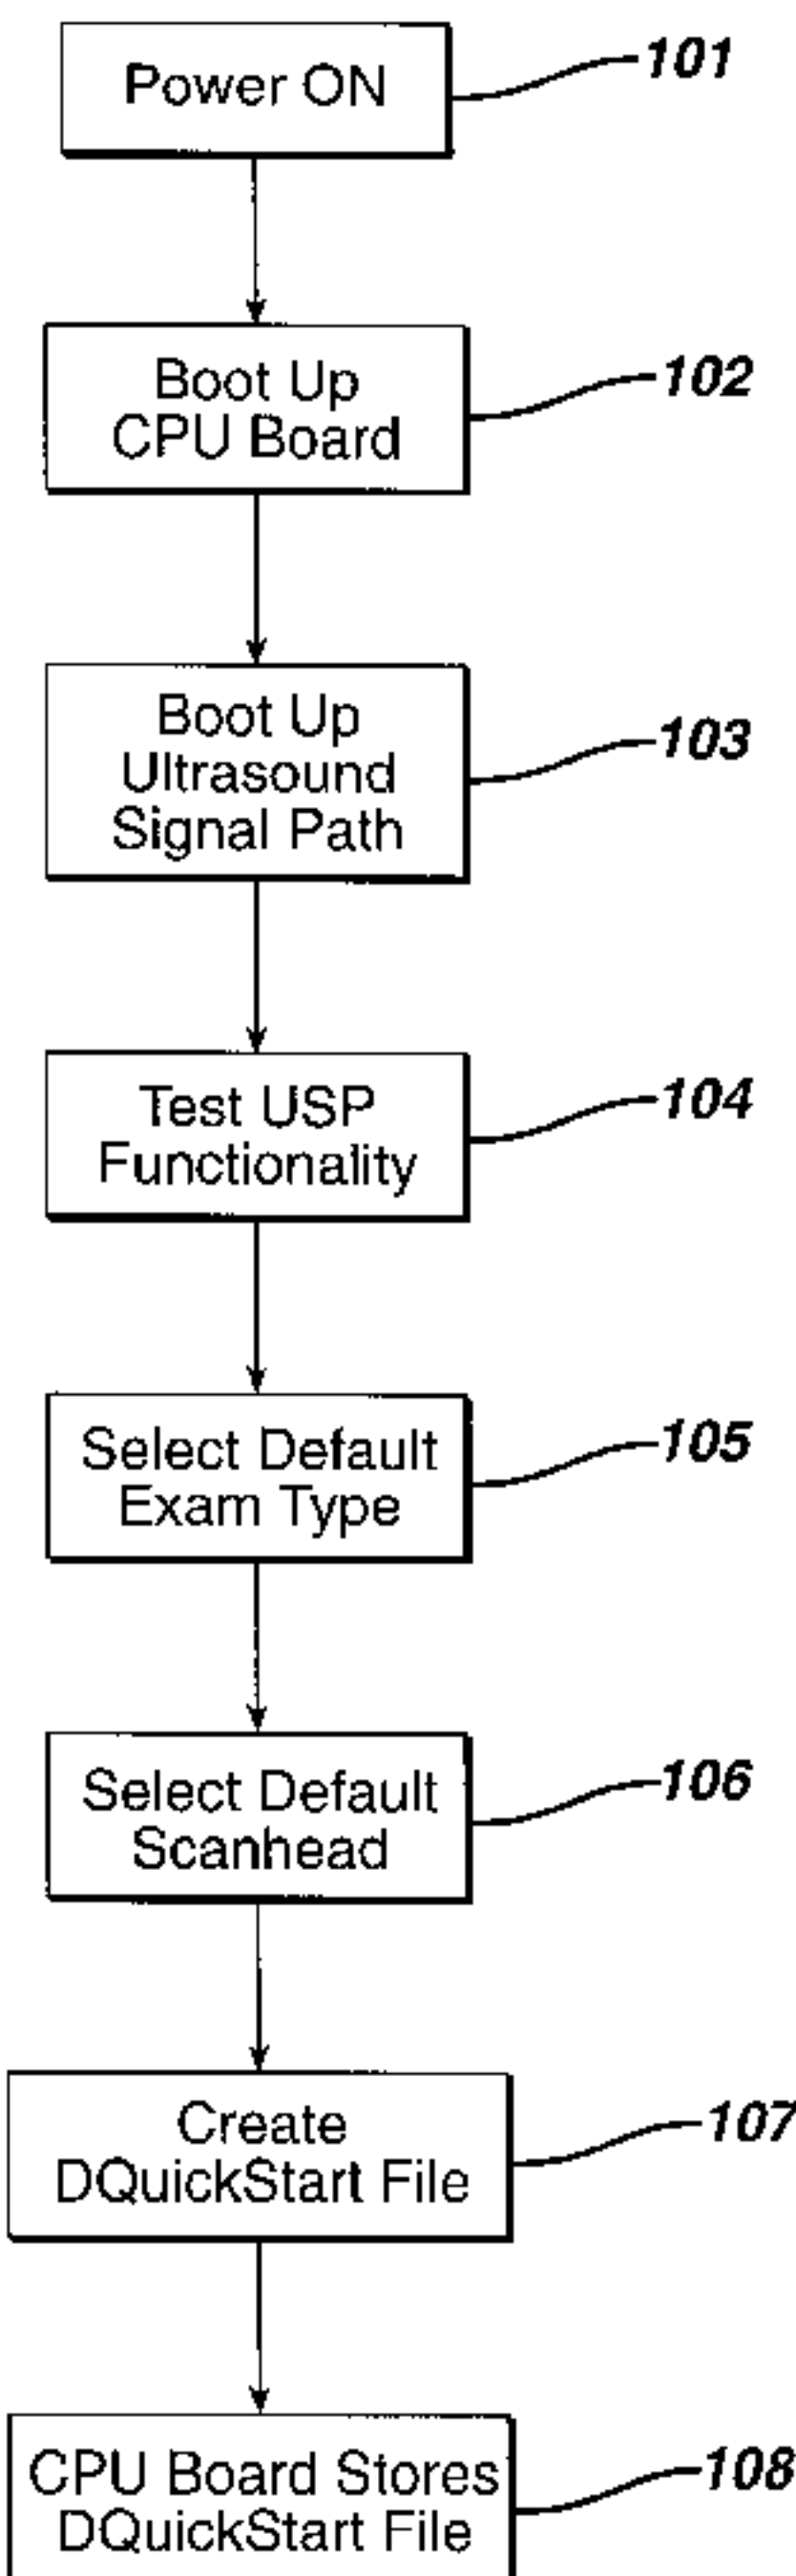 Power ON
101
Boot Up
CPU Board
102
Boot Up
Ultrasound
Signal Path
103
Test USP
Functionality
104
Select Default
Exam Type
105
Select Default
Scanhead
106
Create
DQuickStart File
107
CPU Board Stores
DQuickStart File
108